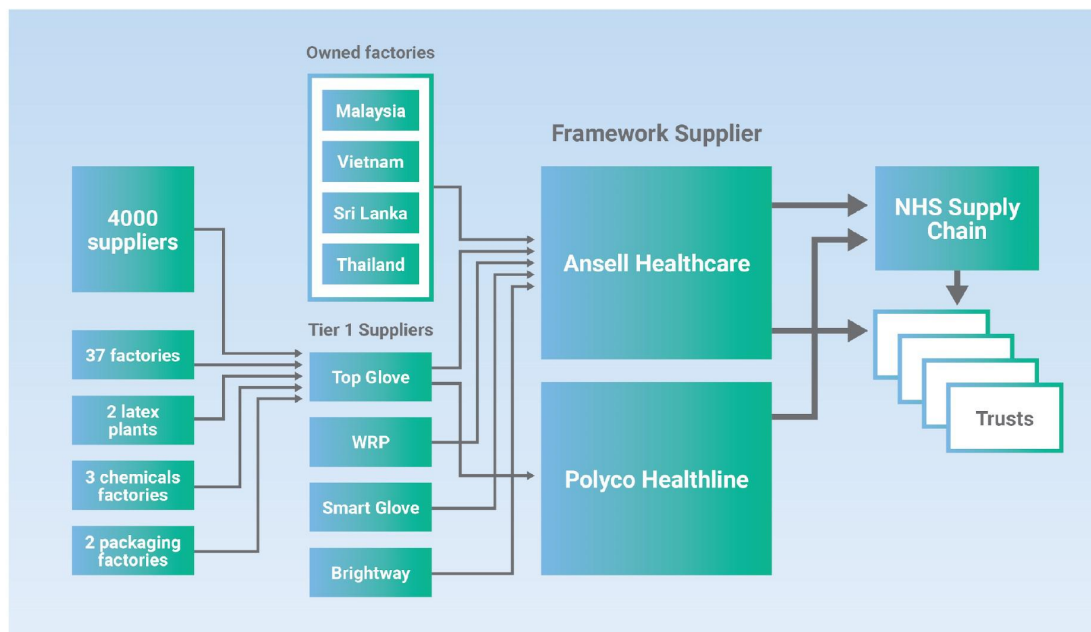 Owned factories
Malaysia
Vietnam
Sri Lanka
Thailand
4000
suppliers
37 factories
2 latex
plants
3 chemicals
factories
2 packaging
factories
Tier 1 Suppliers
Top Glove
WRP
Smart Glove
Brightway
Framework Supplier
Ansell Healthcare
Polyco Healthline
NHS Supply
Chain
Trusts